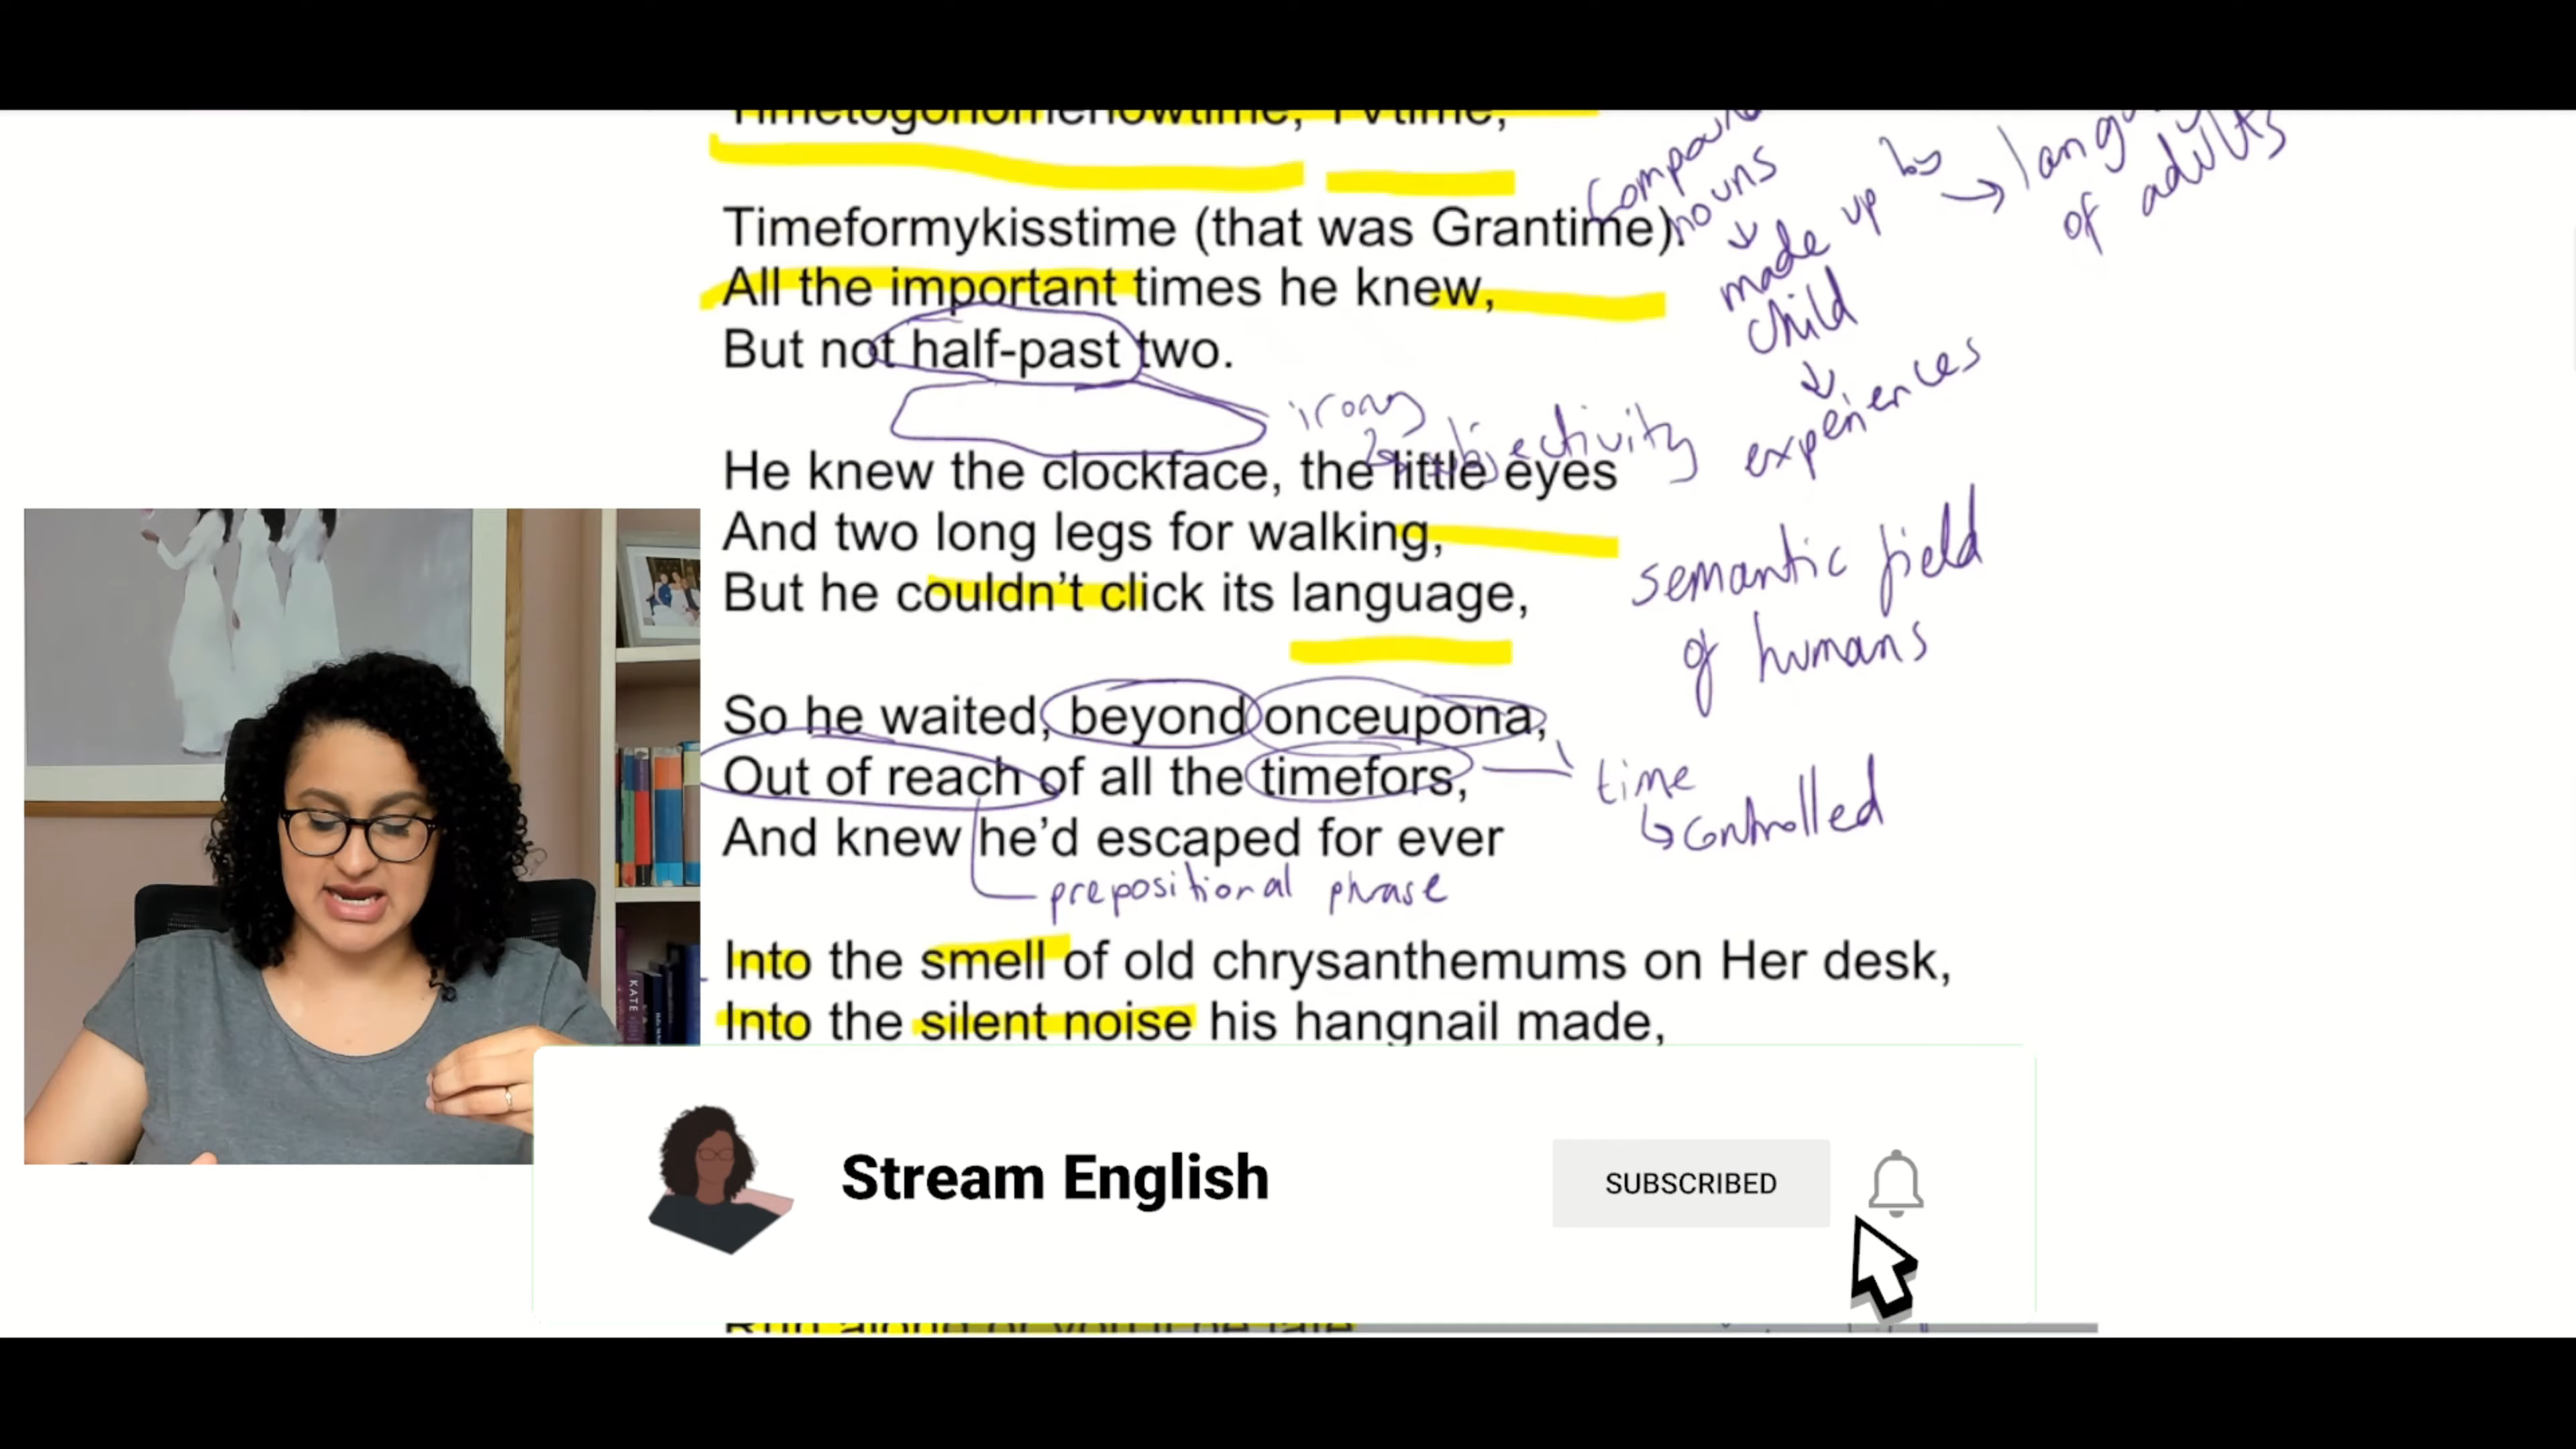 Timetogohomenowtime, TVtime,
Timeformykisstime (that was Grantime).
All the important times he knew,
But not half-past two.
He knew the clockface, the little eyes
And two long legs for walking,
But he couldn't click its language,
So he waited, beyond onceupona,
Out of reach of all the timefors,
And knew he'd escaped for ever
prepositional phrase
Into the smell of old chrysanthemums on Her desk,
Into the silent noise his hangnail made,
nouns
made up by
child
experiences
of adults
irony
semantic field
of humans
time
controlled
KATE
Stream English
SUBSCRIBED